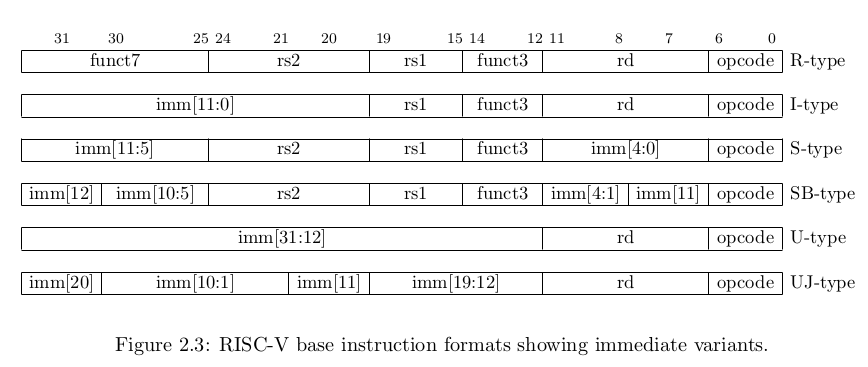 31 30 25 24 21 20 19 15 14 12 11 8 7 6 0
funct7 rs2 rs1 funct3 rd opcode R-type
imm[11:0] rs1 funct3 rd opcode I-type
imm[11:5] rs2 rs1 funct3 imm[4:0] opcode S-type
imm[12] imm[10:5] rs2 rs1 funct3 imm[4:1] imm[11] opcode SB-type
imm[31:12] rd opcode U-type
imm[20] imm[10:1] imm[11] imm[19:12] rd opcode UJ-type
Figure 2.3: RISC-V base instruction formats showing immediate variants.